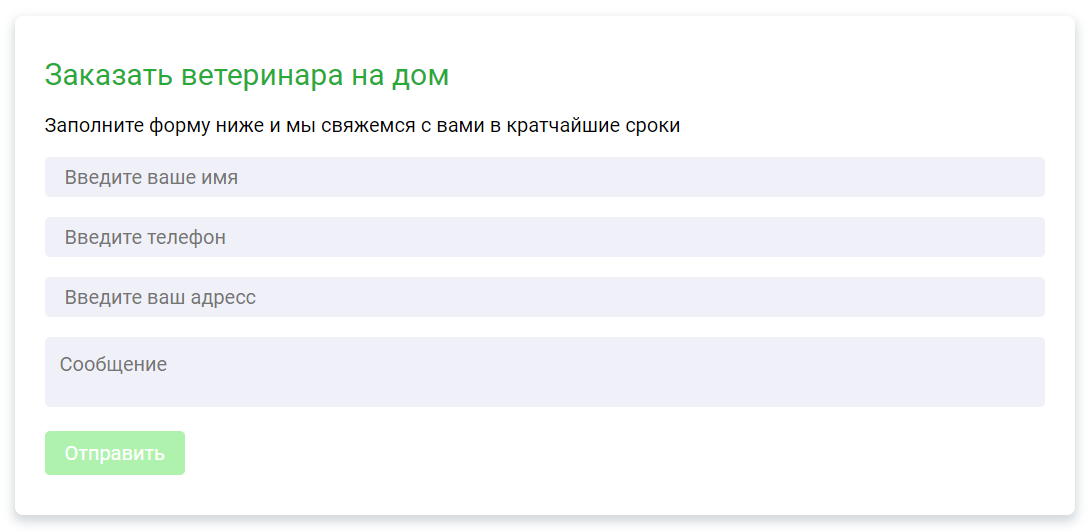 Заказать ветеринара на дом
Заполните форму ниже и мы свяжемся с вами в кратчайшие сроки
Введите ваше имя
Введите телефон
Введите ваш адресс
Сообщение
Отправить